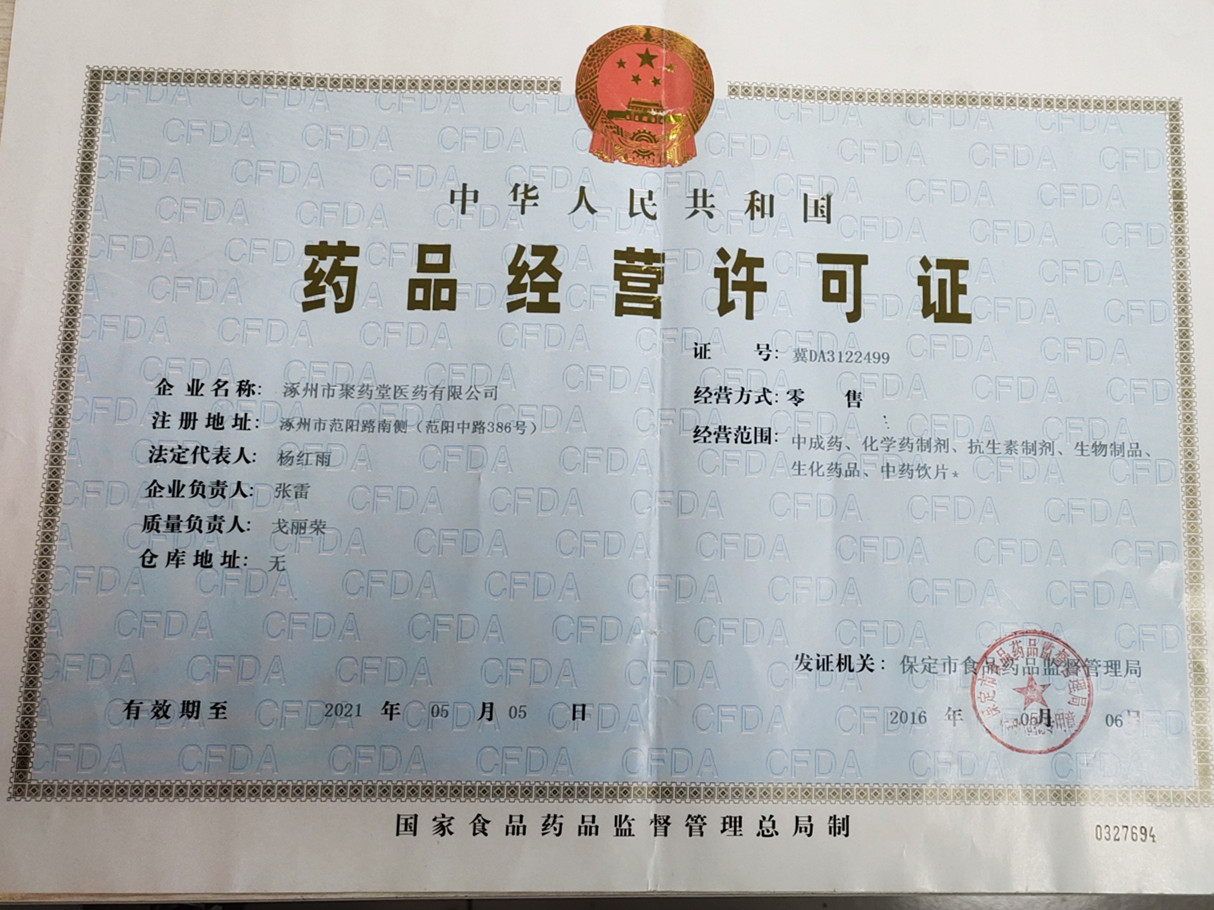 中华人民共和国
药品经营许可证
证 号: 冀DA3122499
企业名称: 涿州市聚药堂医药有限公司
经营方式: 零 售
注册地址: 涿州市范阳路南侧（范阳中路386号）
经营范围: 中成药、化学药制剂、抗生素制剂、生物制品、
生化药品、中药饮片*
法定代表人: 杨红雨
企业负责人: 张雷
质量负责人: 戈丽荣
仓库地址: 无
发证机关: 保定市食品药品监督管理局
有效期至 2021 年 05 月 05 日
2016 年 05月 06日
国家食品药品监督管理总局制
0327694